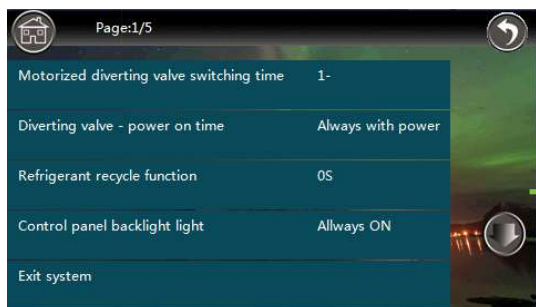 Page:1/5
Motorized diverting valve switching time 1-
Diverting valve - power on time Always with power
Refrigerant recycle function 0S
Control panel backlight light Allways ON
Exit system